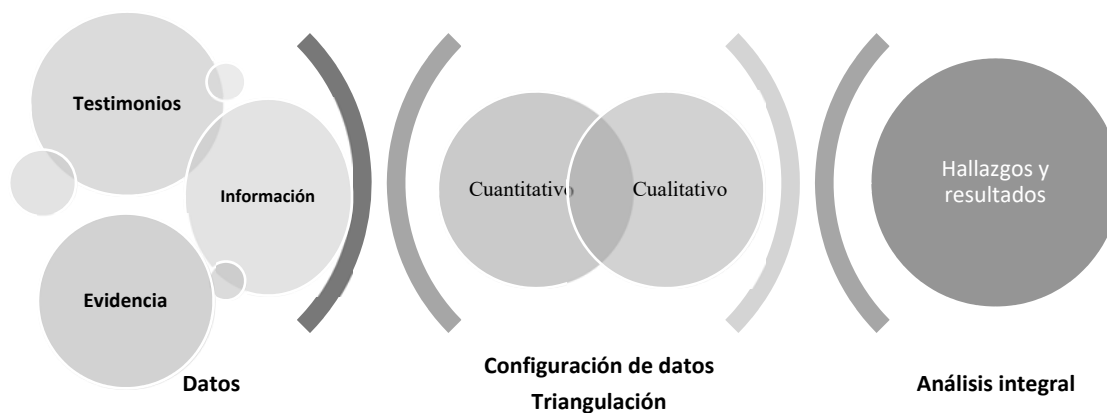 Testimonios
Información
Evidencia
Datos
Cuantitativo
Cualitativo
Configuración de datos
Triangulación
Hallazgos y
resultados
Análisis integral